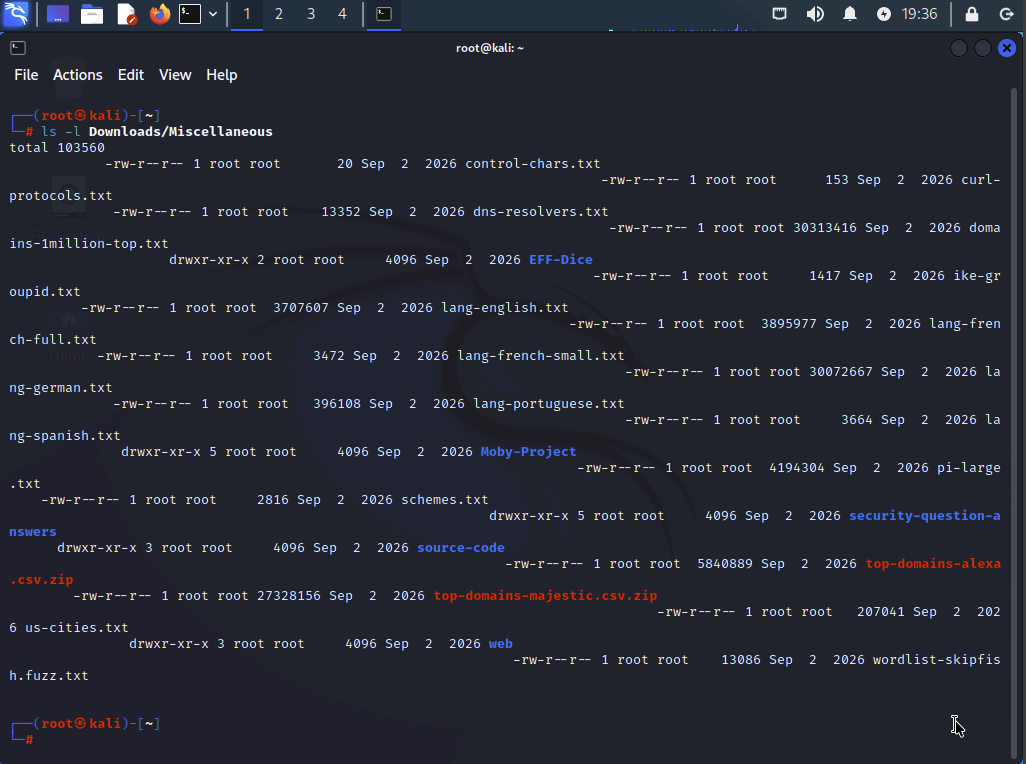 1 2 3 4
19:36
root@kali: ~
File Actions Edit View Help
┌──(root㉿kali)-[~]
└─# ls -l Downloads/Miscellaneous
total 103560
-rw-r--r-- 1 root root 20 Sep 2 2026 control-chars.txt
-rw-r--r-- 1 root root 153 Sep 2 2026 curl-
protocols.txt
-rw-r--r-- 1 root root 13352 Sep 2 2026 dns-resolvers.txt
-rw-r--r-- 1 root root 30313416 Sep 2 2026 doma
ins-1million-top.txt
drwxr-xr-x 2 root root 4096 Sep 2 2026 EFF-Dice
-rw-r--r-- 1 root root 1417 Sep 2 2026 ike-gr
oupid.txt
-rw-r--r-- 1 root root 3707607 Sep 2 2026 lang-english.txt
-rw-r--r-- 1 root root 3895977 Sep 2 2026 lang-fren
ch-full.txt
-rw-r--r-- 1 root root 3472 Sep 2 2026 lang-french-small.txt
-rw-r--r-- 1 root root 30072667 Sep 2 2026 la
ng-german.txt
-rw-r--r-- 1 root root 396108 Sep 2 2026 lang-portuguese.txt
-rw-r--r-- 1 root root 3664 Sep 2 2026 la
ng-spanish.txt
drwxr-xr-x 5 root root 4096 Sep 2 2026 Moby-Project
-rw-r--r-- 1 root root 4194304 Sep 2 2026 pi-large
.txt
-rw-r--r-- 1 root root 2816 Sep 2 2026 schemes.txt
drwxr-xr-x 5 root root 4096 Sep 2 2026 security-question-a
nswers
drwxr-xr-x 3 root root 4096 Sep 2 2026 source-code
-rw-r--r-- 1 root root 5840889 Sep 2 2026 top-domains-alexa
.csv.zip
-rw-r--r-- 1 root root 27328156 Sep 2 2026 top-domains-majestic.csv.zip
-rw-r--r-- 1 root root 207041 Sep 2 202
6 us-cities.txt
drwxr-xr-x 3 root root 4096 Sep 2 2026 web
-rw-r--r-- 1 root root 13086 Sep 2 2026 wordlist-skipfis
h.fuzz.txt
┌──(root㉿kali)-[~]
└─#